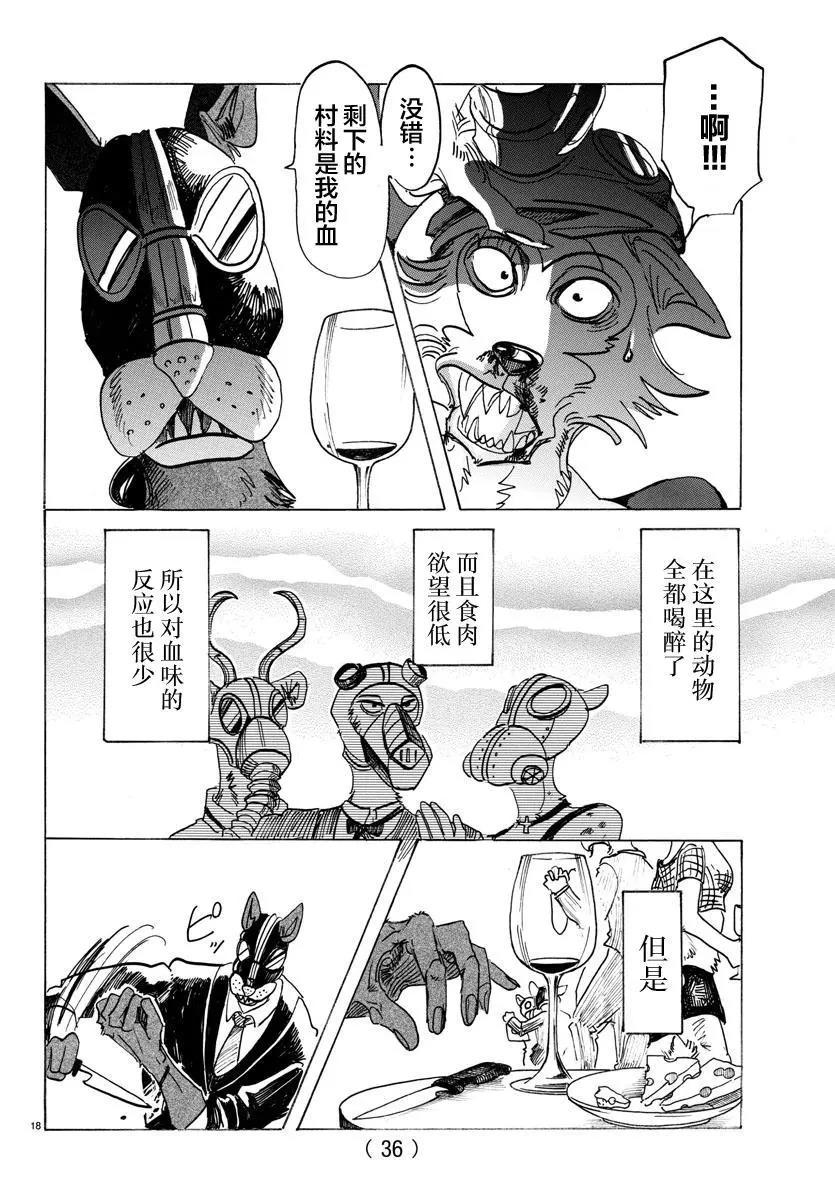 …啊!!!
没错…
剩下的
村料是我的血
在这里的动物
全都喝醉了
而且食肉
欲望很低
所以对血味的
反应也很少
但是
ピッ
18
(36)